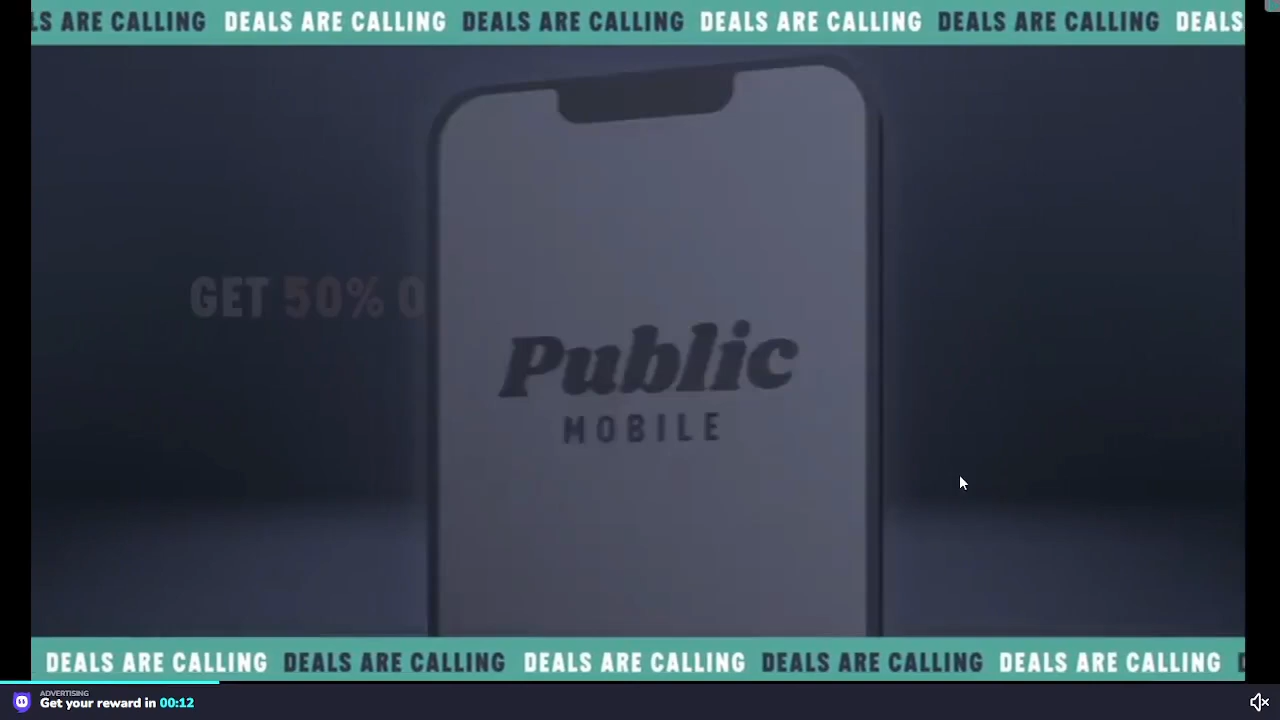 LS ARE CALLING DEALS ARE CALLING DEALS ARE CALLING DEALS ARE CALLING DEALS ARE CALLING DEALS
GET 50% O
Public
MOBILE
DEALS ARE CALLING DEALS ARE CALLING DEALS ARE CALLING DEALS ARE CALLING DEALS ARE CALLING
ADVERTISING
Get your reward in 00:12